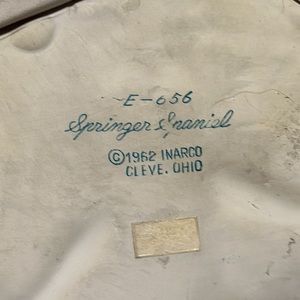 E-656
Springer Spaniel
©1962 INARCO
CLEVE. OHIO